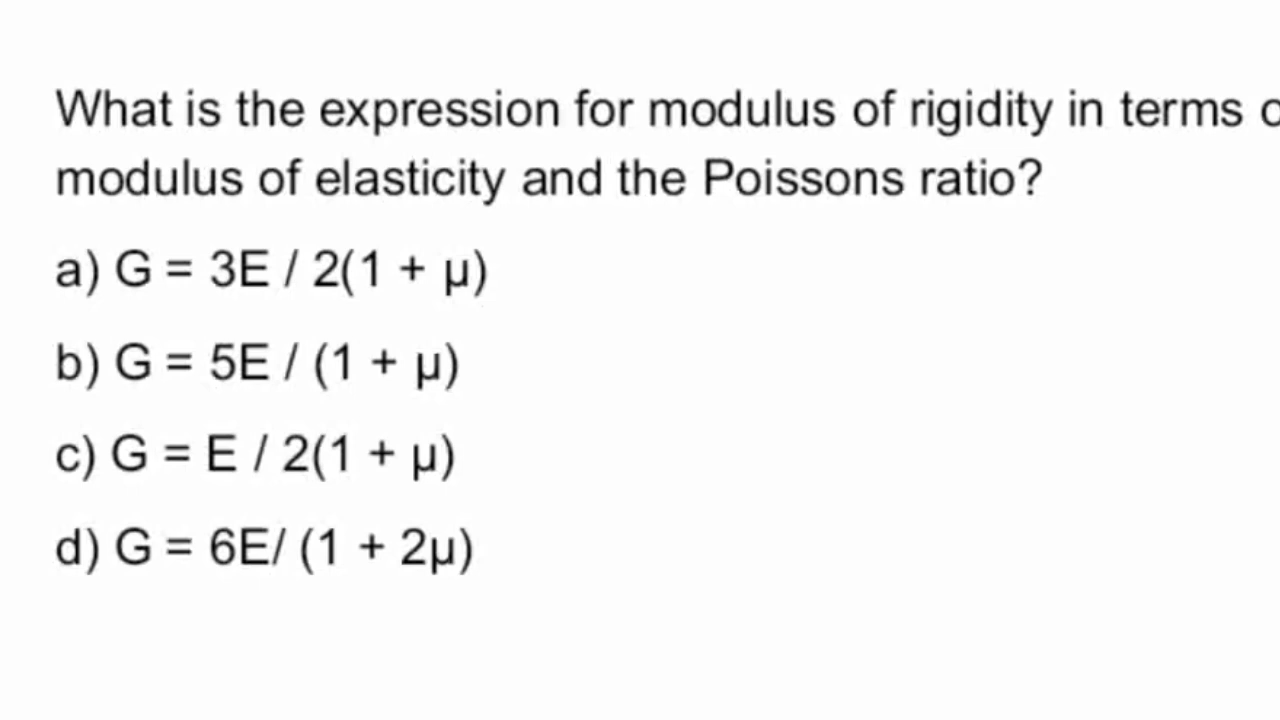 What is the expression for modulus of rigidity in terms
modulus of elasticity and the Poissons ratio?
a) G = 3E / 2(1 + μ)
b) G = 5E / (1 + μ)
c) G = E / 2(1 + μ)
d) G = 6E/ (1 + 2μ)